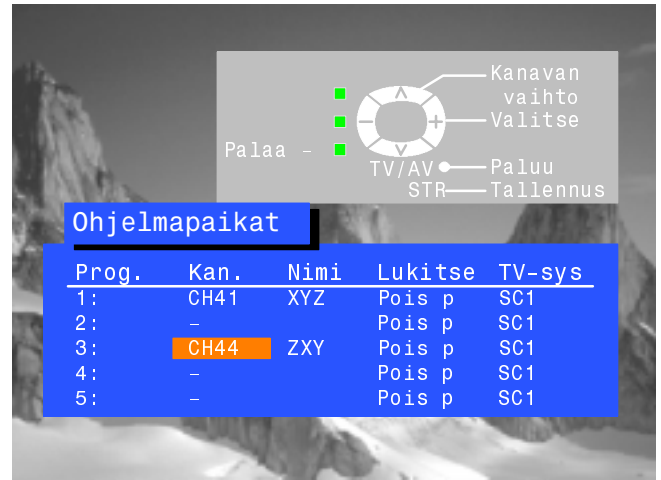 Kanavan
vaihto
Valitse
Palaa -
TV/AV Paluu
STR Tallennus
Ohjelmapaikat
Prog. Kan. Nimi Lukitse TV-sys
1: CH41 XYZ Pois p SC1
2: - Pois p SC1
3: CH44 ZXY Pois p SC1
4: - Pois p SC1
5: - Pois p SC1